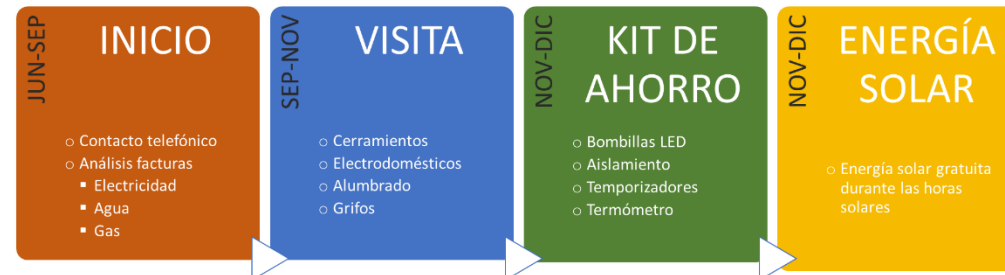 JUN-SEP
INICIO
○ Contacto telefónico
○ Análisis facturas
▪ Electricidad
▪ Agua
▪ Gas
SEP-NOV
VISITA
○ Cerramientos
○ Electrodomésticos
○ Alumbrado
○ Grifos
NOV-DIC
KIT DE
AHORRO
○ Bombillas LED
○ Aislamiento
○ Temporizadores
○ Termómetro
NOV-DIC
ENERGÍA
SOLAR
○ Energía solar gratuita
durante las horas
solares